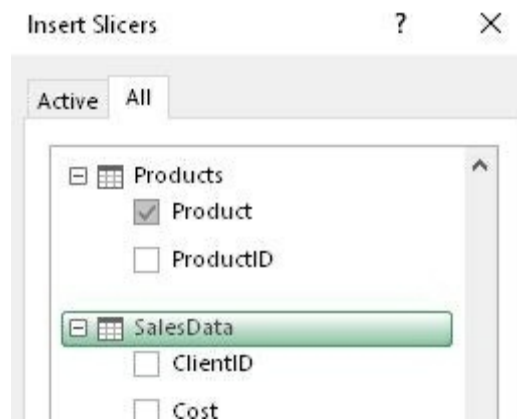 Insert Slicers ?
Active All
Products
Product
ProductID
SalesData
ClientID
Cost